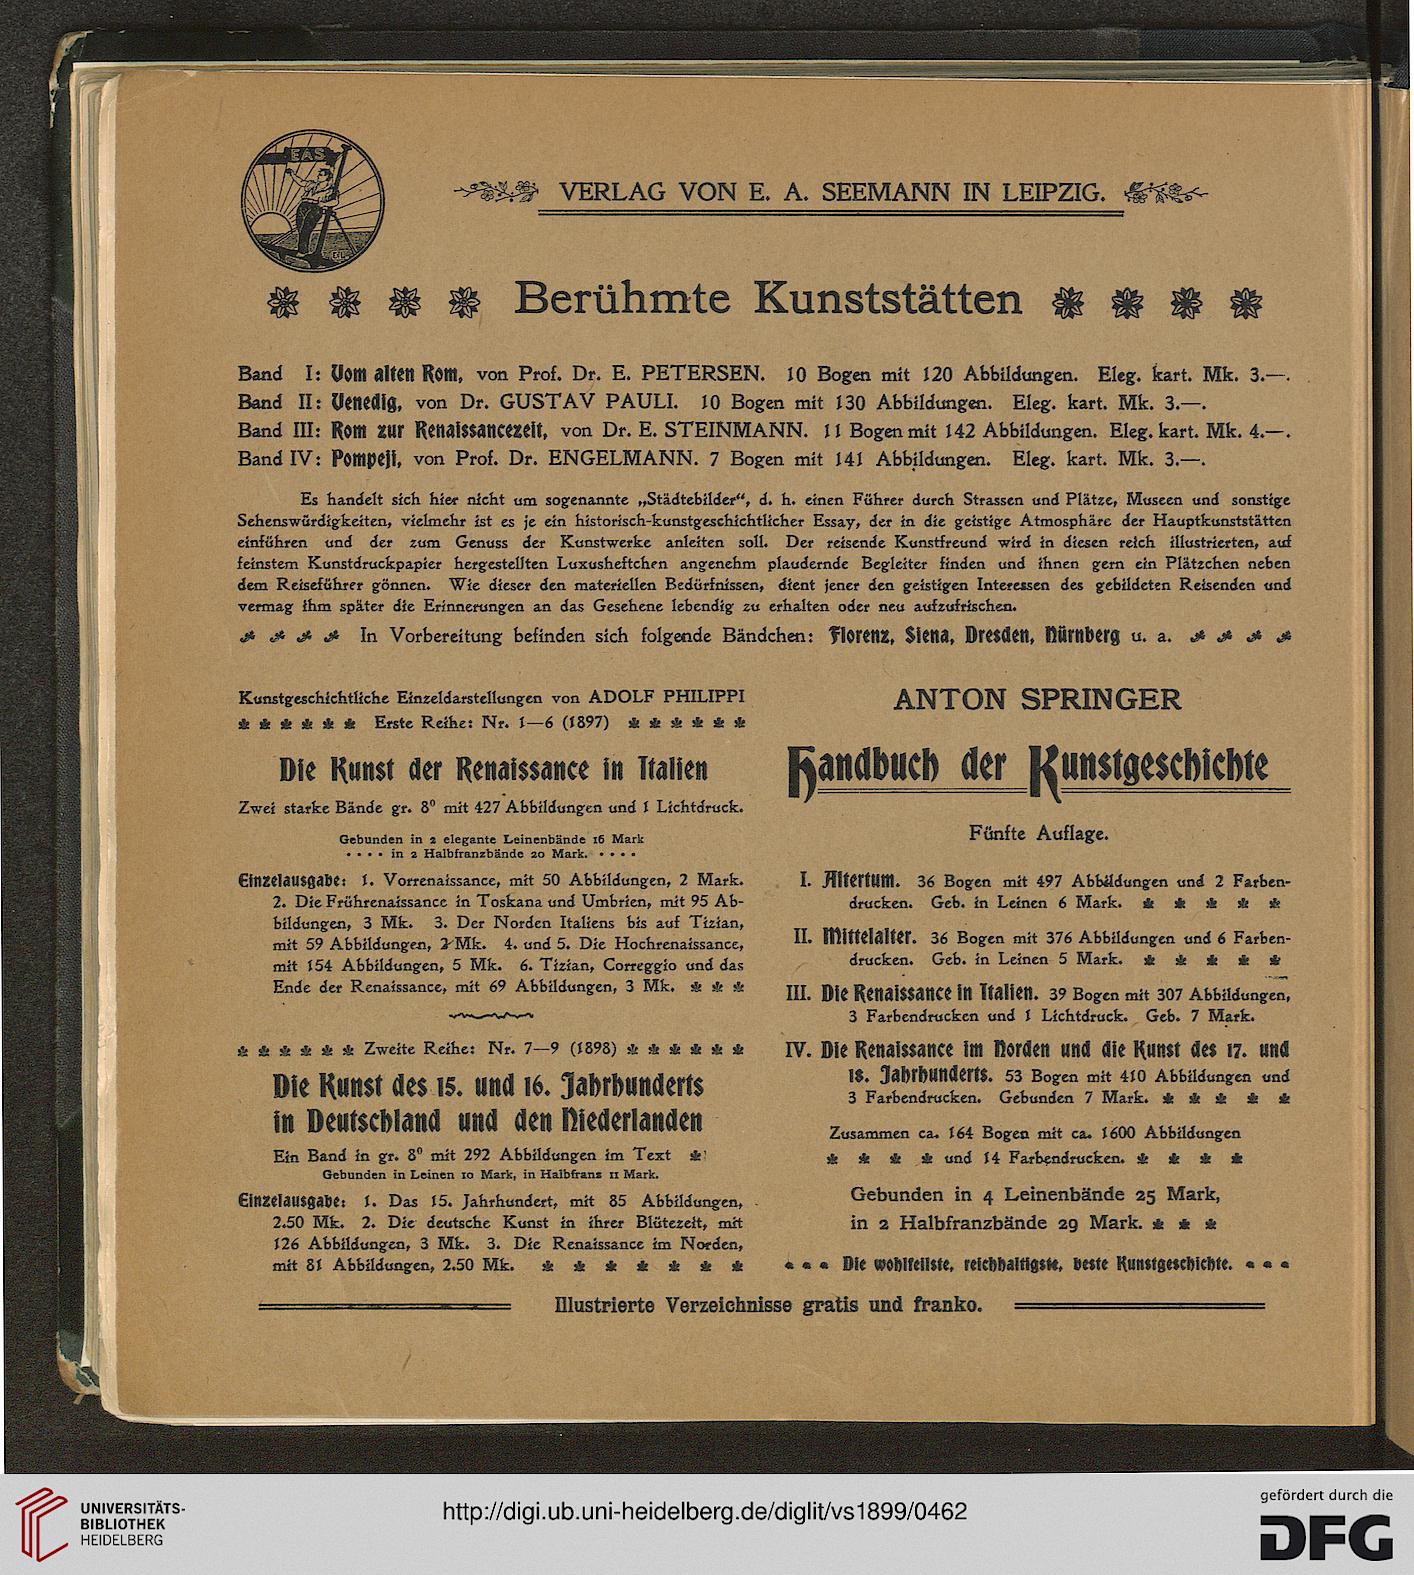 EAS
VERLAG VON E. A. SEEMANN IN LEIPZIG.
Berühmte Kunststätten
Band I: Vom alten Rom, von Prof. Dr. E. PETERSEN. 10 Bogen mit 120 Abbildungen. Eleg. kart. Mk. 3.—.
Band II: Venedig, von Dr. GUSTAV PAULI. 10 Bogen mit 130 Abbildungen. Eleg. kart. Mk. 3.—.
Band III: Rom zur Renaissancezeit, von Dr. E. STEINMANN. 11 Bogen mit 142 Abbildungen. Eleg. kart. Mk. 4.—.
Band IV: Pompeji, von Prof. Dr. ENGELMANN. 7 Bogen mit 141 Abbildungen. Eleg. kart. Mk. 3.—.
Es handelt sich hier nicht um sogenannte „Städtebilder“, d. h. einen Führer durch Strassen und Plätze, Museen und sonstige
Sehenswürdigkeiten, vielmehr ist es je ein historisch-kunstgeschichtlicher Essay, der in die geistige Atmosphäre der Hauptkunststätten
einführen und der zum Genuss der Kunstwerke anleiten soll. Der reisende Kunstfreund wird in diesen reich illustrierten, auf
feinstem Kunstdruckpapier hergestellten Luxusheftchen angenehm plaudernde Begleiter finden und ihnen gern ein Plätzchen neben
dem Reiseführer gönnen. Wie dieser den materiellen Bedürfnissen, dient jener den geistigen Interessen des gebildeten Reisenden und
vermag ihm später die Erinnerungen an das Gesehene lebendig zu erhalten oder neu aufzufrischen.
In Vorbereitung befinden sich folgende Bändchen: Florenz, Siena, Dresden, Nürnberg u. a.
Kunstgeschichtliche Einzeldarstellungen von ADOLF PHILIPPI
Erste Reihe: Nr. 1—6 (1897)
Die Kunst der Renaissance in Italien
Zwei starke Bände gr. 8° mit 427 Abbildungen und 1 Lichtdruck.
Gebunden in 2 elegante Leinenbände 16 Mark
in 2 Halbfranzbände 20 Mark.
Einzelausgabe: 1. Vorrenaissance, mit 50 Abbildungen, 2 Mark.
2. Die Frührenaissance in Toskana und Umbrien, mit 95 Ab-
bildungen, 3 Mk. 3. Der Norden Italiens bis auf Tizian,
mit 59 Abbildungen, 2 Mk. 4. und 5. Die Hochrenaissance,
mit 154 Abbildungen, 5 Mk. 6. Tizian, Correggio und das
Ende der Renaissance, mit 69 Abbildungen, 3 Mk.
Zweite Reihe: Nr. 7—9 (1898)
Die Kunst des 15. und 16. Jahrhunderts
in Deutschland und den Niederlanden
Ein Band in gr. 8° mit 292 Abbildungen im Text
Gebunden in Leinen 10 Mark, in Halbfranz 11 Mark.
Einzelausgabe: 1. Das 15. Jahrhundert, mit 85 Abbildungen,
2.50 Mk. 2. Die deutsche Kunst in ihrer Blütezeit, mit
126 Abbildungen, 3 Mk. 3. Die Renaissance im Norden,
mit 81 Abbildungen, 2.50 Mk.
ANTON SPRINGER
Handbuch der Kunstgeschichte
Fünfte Auflage.
I. Altertum. 36 Bogen mit 497 Abbildungen und 2 Farben-
drucken. Geb. in Leinen 6 Mark.
II. Mittelalter. 36 Bogen mit 376 Abbildungen und 6 Farben-
drucken. Geb. in Leinen 5 Mark.
III. Die Renaissance in Italien. 39 Bogen mit 307 Abbildungen,
3 Farbendrucken und 1 Lichtdruck. Geb. 7 Mark.
IV. Die Renaissance im Norden und die Kunst des 17. und
18. Jahrhunderts. 53 Bogen mit 410 Abbildungen und
3 Farbendrucken. Gebunden 7 Mark.
Zusammen ca. 164 Bogen mit ca. 1600 Abbildungen
und 14 Farbendrucken.
Gebunden in 4 Leinenbände 25 Mark,
in 2 Halbfranzbände 29 Mark.
Die wohlfeilste, reichhaltigste, beste Kunstgeschichte.
Illustrierte Verzeichnisse gratis und franko.
UNIVERSITÄTS-
BIBLIOTHEK
HEIDELBERG
http://digi.ub.uni-heidelberg.de/diglit/vs1899/0462
gefördert durch die
DFG